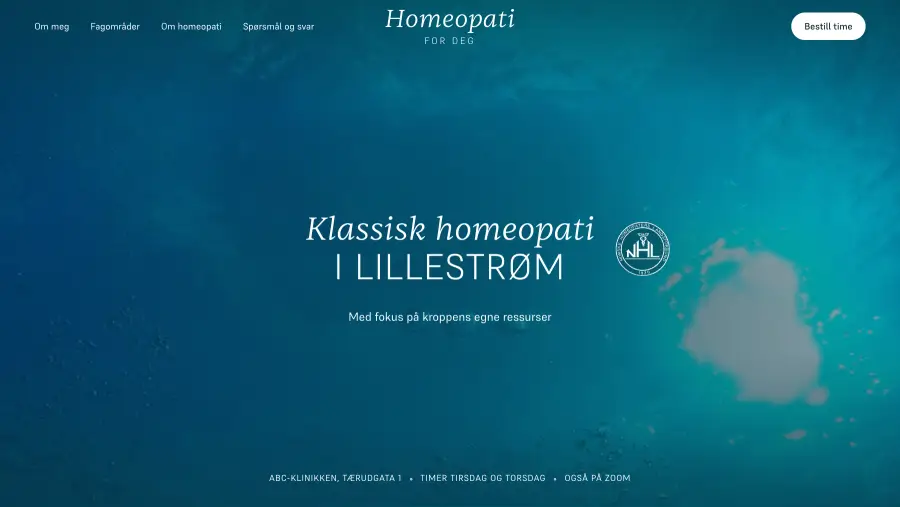 Om meg Fagområder Om homeopati Spørsmål og svar
Homeopati
FOR DEG
Bestill time
Klassisk homeopati
I LILLESTRØM
NHL
Med fokus på kroppens egne ressurser
ABC-KLINIKKEN, TÆRUDGATA 1 • TIMER TIRSDAG OG TORSDAG • OGSÅ PÅ ZOOM